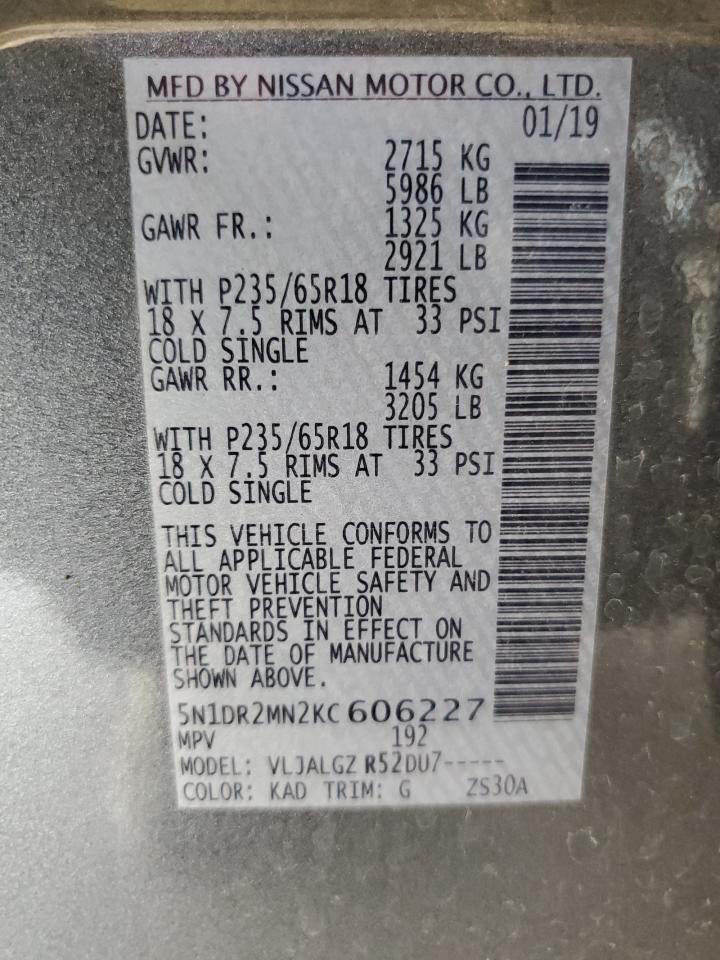 MFD BY NISSAN MOTOR CO., LTD.
DATE: 01/19
GVWR: 2715 KG
5986 LB
GAWR FR.: 1325 KG
2921 LB
WITH P235/65R18 TIRES
18 X 7.5 RIMS AT 33 PSI
COLD SINGLE
GAWR RR.: 1454 KG
3205 LB
WITH P235/65R18 TIRES
18 X 7.5 RIMS AT 33 PSI
COLD SINGLE
THIS VEHICLE CONFORMS TO
ALL APPLICABLE FEDERAL
MOTOR VEHICLE SAFETY AND
THEFT PREVENTION
STANDARDS IN EFFECT ON
THE DATE OF MANUFACTURE
SHOWN ABOVE.
5N1DR2MN2KC606227
MPV 192
MODEL: VLJALGZ R52DU7-----
COLOR: KAD TRIM: G ZS30A